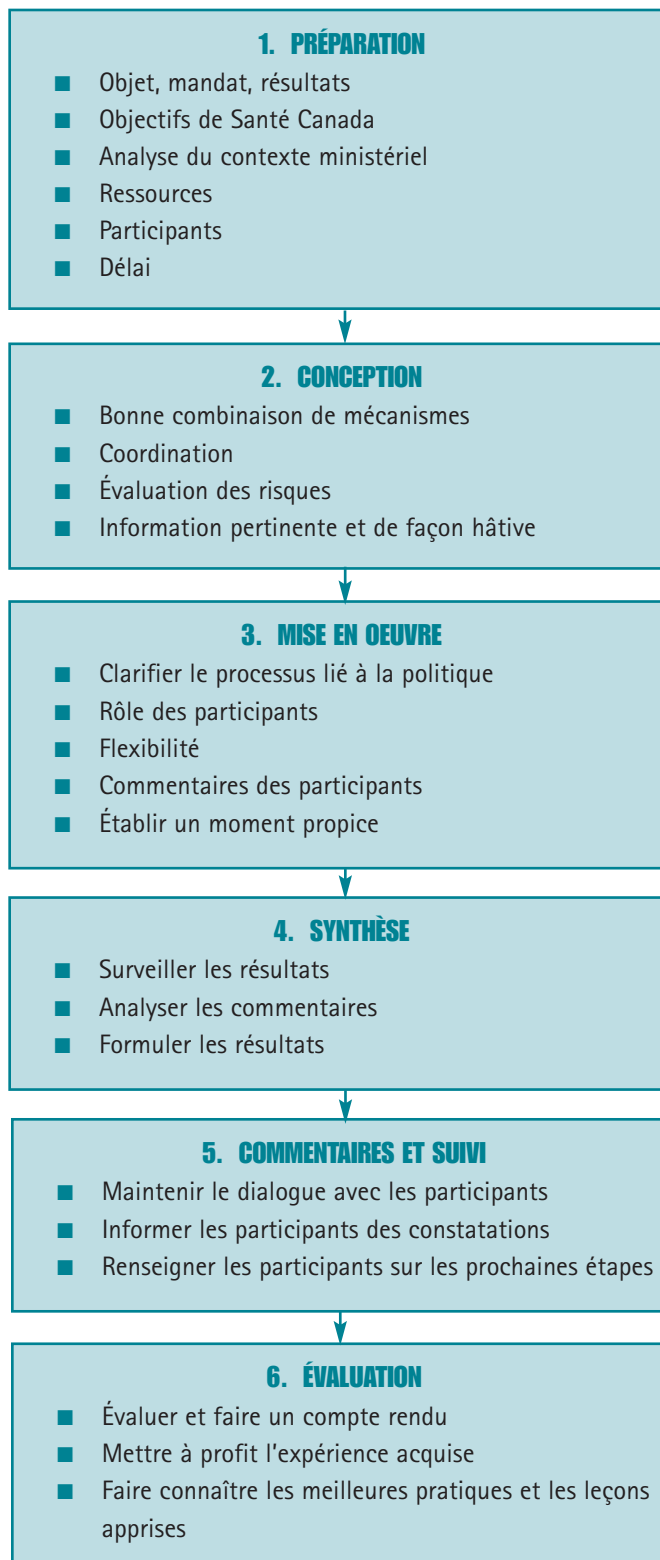 1. PRÉPARATION
■ Objet, mandat, résultats
■ Objectifs de Santé Canada
■ Analyse du contexte ministériel
■ Ressources
■ Participants
■ Délai
2. CONCEPTION
■ Bonne combinaison de mécanismes
■ Coordination
■ Évaluation des risques
■ Information pertinente et de façon hâtive
3. MISE EN OEUVRE
■ Clarifier le processus lié à la politique
■ Rôle des participants
■ Flexibilité
■ Commentaires des participants
■ Établir un moment propice
4. SYNTHÈSE
■ Surveiller les résultats
■ Analyser les commentaires
■ Formuler les résultats
5. COMMENTAIRES ET SUIVI
■ Maintenir le dialogue avec les participants
■ Informer les participants des constatations
■ Renseigner les participants sur les prochaines étapes
6. ÉVALUATION
■ Évaluer et faire un compte rendu
■ Mettre à profit l'expérience acquise
■ Faire connaître les meilleures pratiques et les leçons
apprises